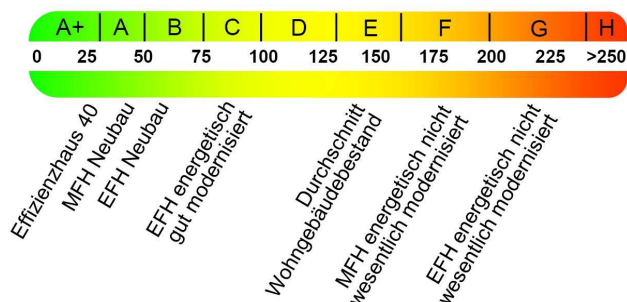 A+ A B C D E F G H
0 25 50 75 100 125 150 175 200 225 >250
Effizienzhaus 40
MFH Neubau
EFH Neubau
EFH energetisch
gut modernisiert
Durchschnitt
Wohngebäudebestand
MFH energetisch nicht
wesentlich modernisiert
EFH energetisch nicht
wesentlich modernisiert